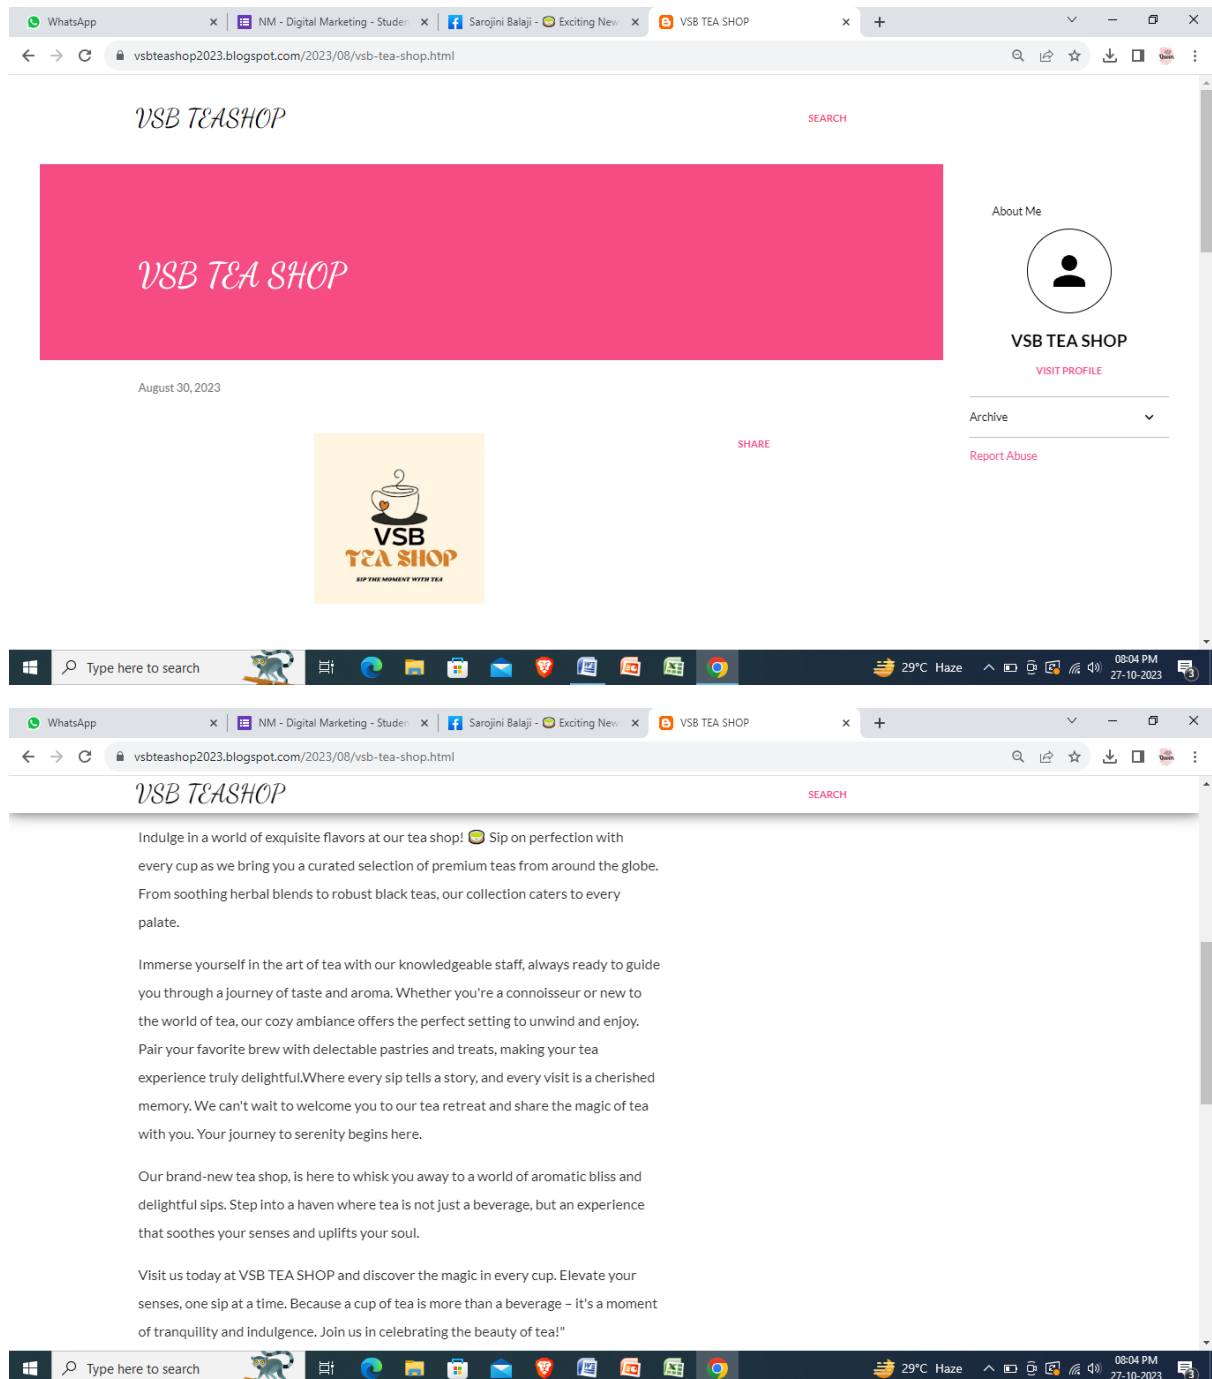 WhatsApp
NM - Digital Marketing - Studen
Sarojini Balaji - Exciting New
VSB TEA SHOP
vsbteashop2023.blogspot.com/2023/08/vsb-tea-shop.html
VSB TEASHOP
SEARCH
VSB TEA SHOP
About Me
VSB TEA SHOP
VISIT PROFILE
Archive
Report Abuse
August 30, 2023
SHARE
VSB
TEA SHOP
SIP THE MOMENT WITH TEA
Type here to search
29°C Haze
08:04 PM
27-10-2023
3
WhatsApp
NM - Digital Marketing - Studen
Sarojini Balaji - Exciting New
VSB TEA SHOP
vsbteashop2023.blogspot.com/2023/08/vsb-tea-shop.html
VSB TEASHOP
SEARCH
Indulge in a world of exquisite flavors at our tea shop! 🍵 Sip on perfection with
every cup as we bring you a curated selection of premium teas from around the globe.
From soothing herbal blends to robust black teas, our collection caters to every
palate.
Immerse yourself in the art of tea with our knowledgeable staff, always ready to guide
you through a journey of taste and aroma. Whether you're a connoisseur or new to
the world of tea, our cozy ambiance offers the perfect setting to unwind and enjoy.
Pair your favorite brew with delectable pastries and treats, making your tea
experience truly delightful.Where every sip tells a story, and every visit is a cherished
memory. We can't wait to welcome you to our tea retreat and share the magic of tea
with you. Your journey to serenity begins here.
Our brand-new tea shop, is here to whisk you away to a world of aromatic bliss and
delightful sips. Step into a haven where tea is not just a beverage, but an experience
that soothes your senses and uplifts your soul.
Visit us today at VSB TEA SHOP and discover the magic in every cup. Elevate your
senses, one sip at a time. Because a cup of tea is more than a beverage – it's a moment
of tranquility and indulgence. Join us in celebrating the beauty of tea!"
Type here to search
29°C Haze
08:04 PM
27-10-2023
3